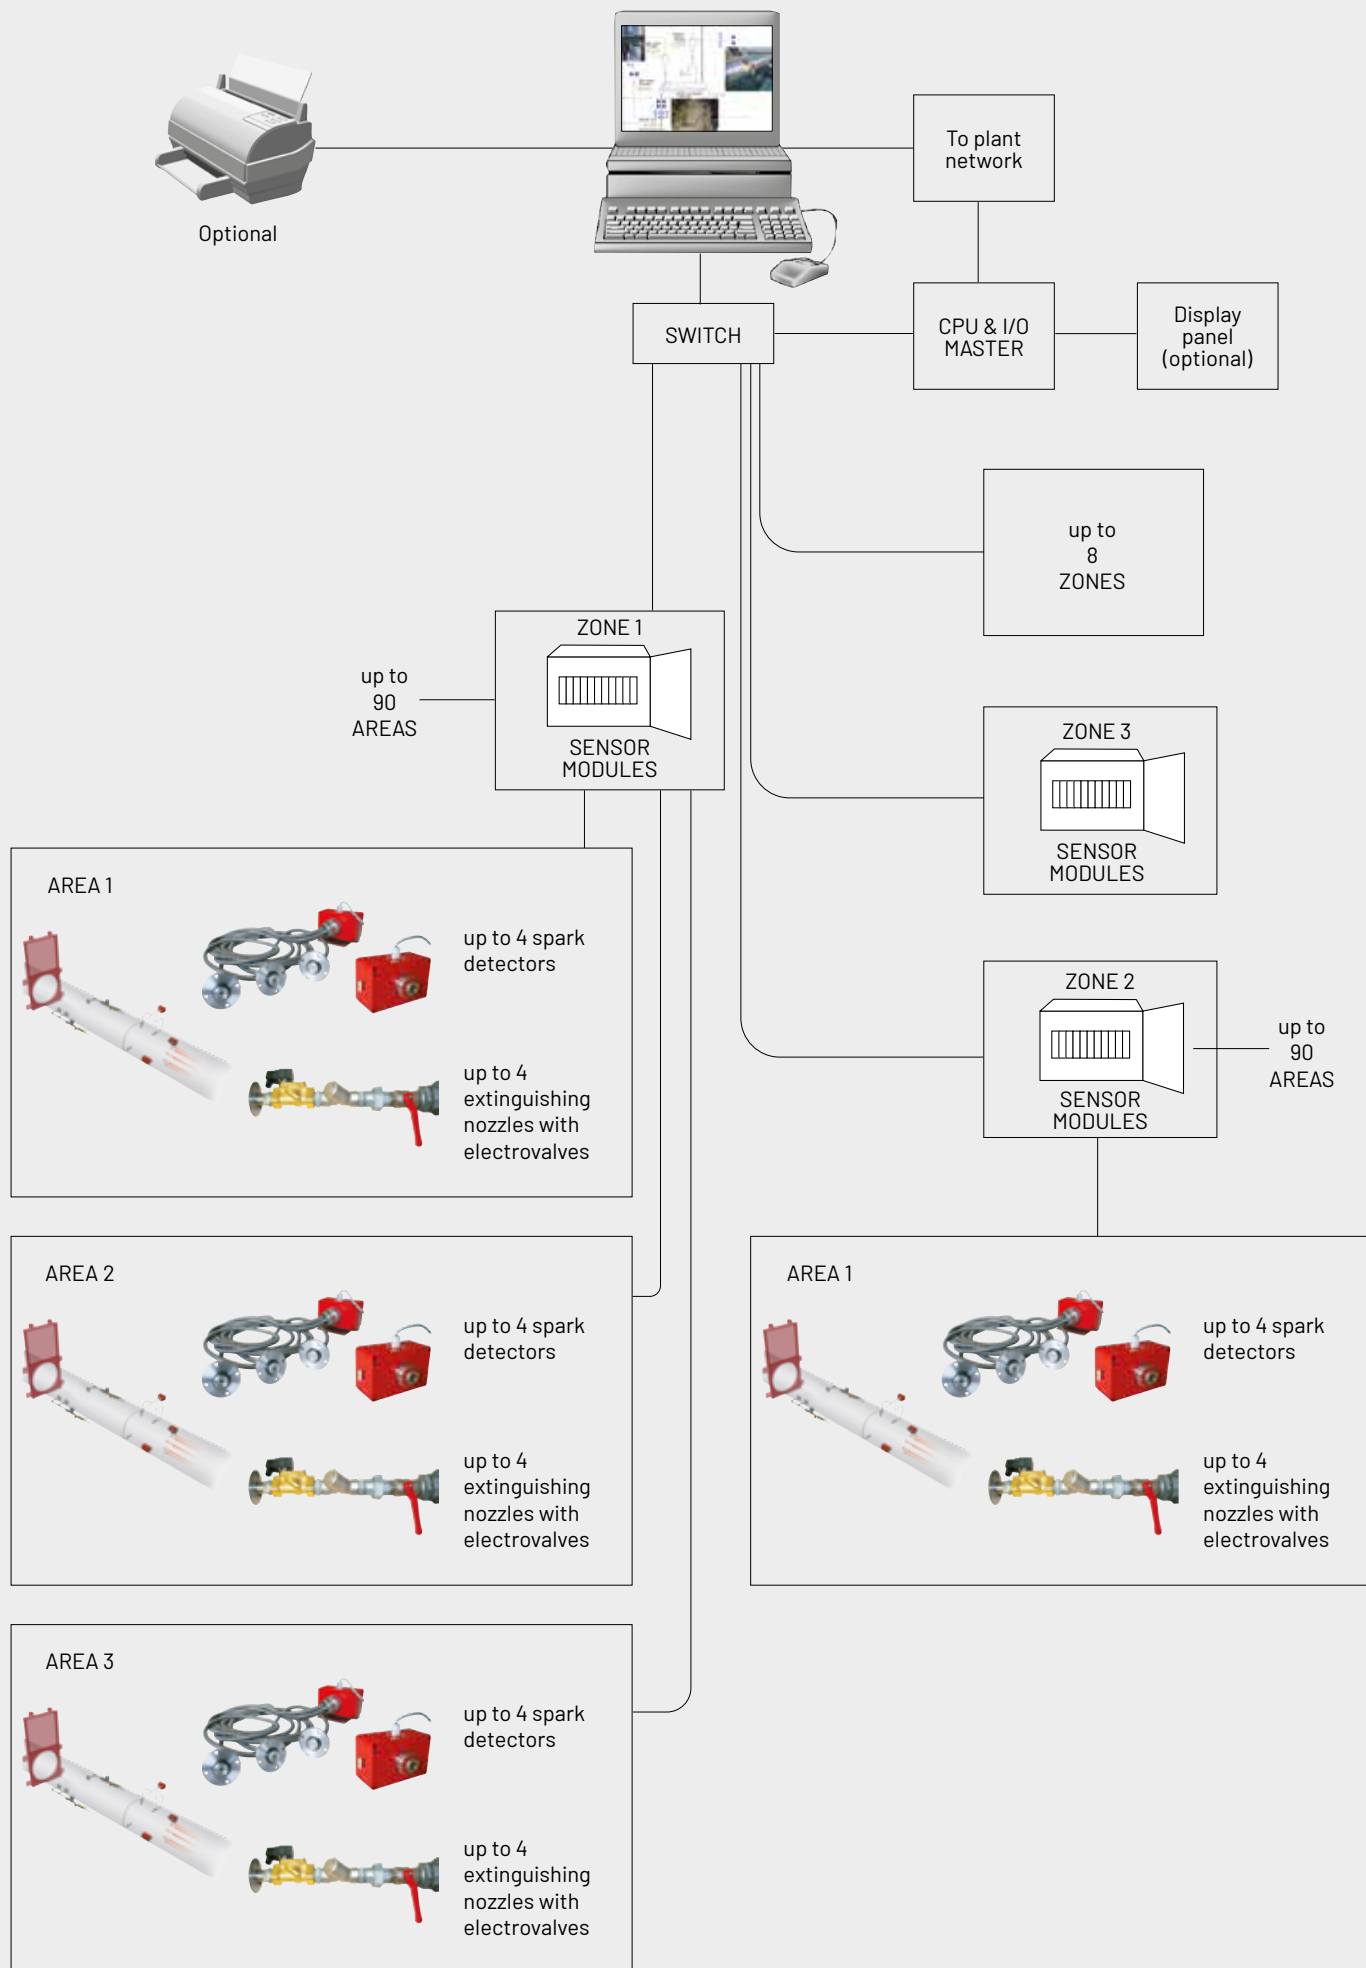 To plant
network
Optional
SWITCH
CPU & I/O
MASTER
Display
panel
(optional)
up to
8
ZONES
ZONE 1
SENSOR
MODULES
up to
90
AREAS
ZONE 3
SENSOR
MODULES
ZONE 2
SENSOR
MODULES
up to
90
AREAS
AREA 1
up to 4 spark
detectors
up to 4
extinguishing
nozzles with
electrovalves
AREA 2
up to 4 spark
detectors
up to 4
extinguishing
nozzles with
electrovalves
AREA 1
up to 4 spark
detectors
up to 4
extinguishing
nozzles with
electrovalves
AREA 3
up to 4 spark
detectors
up to 4
extinguishing
nozzles with
electrovalves